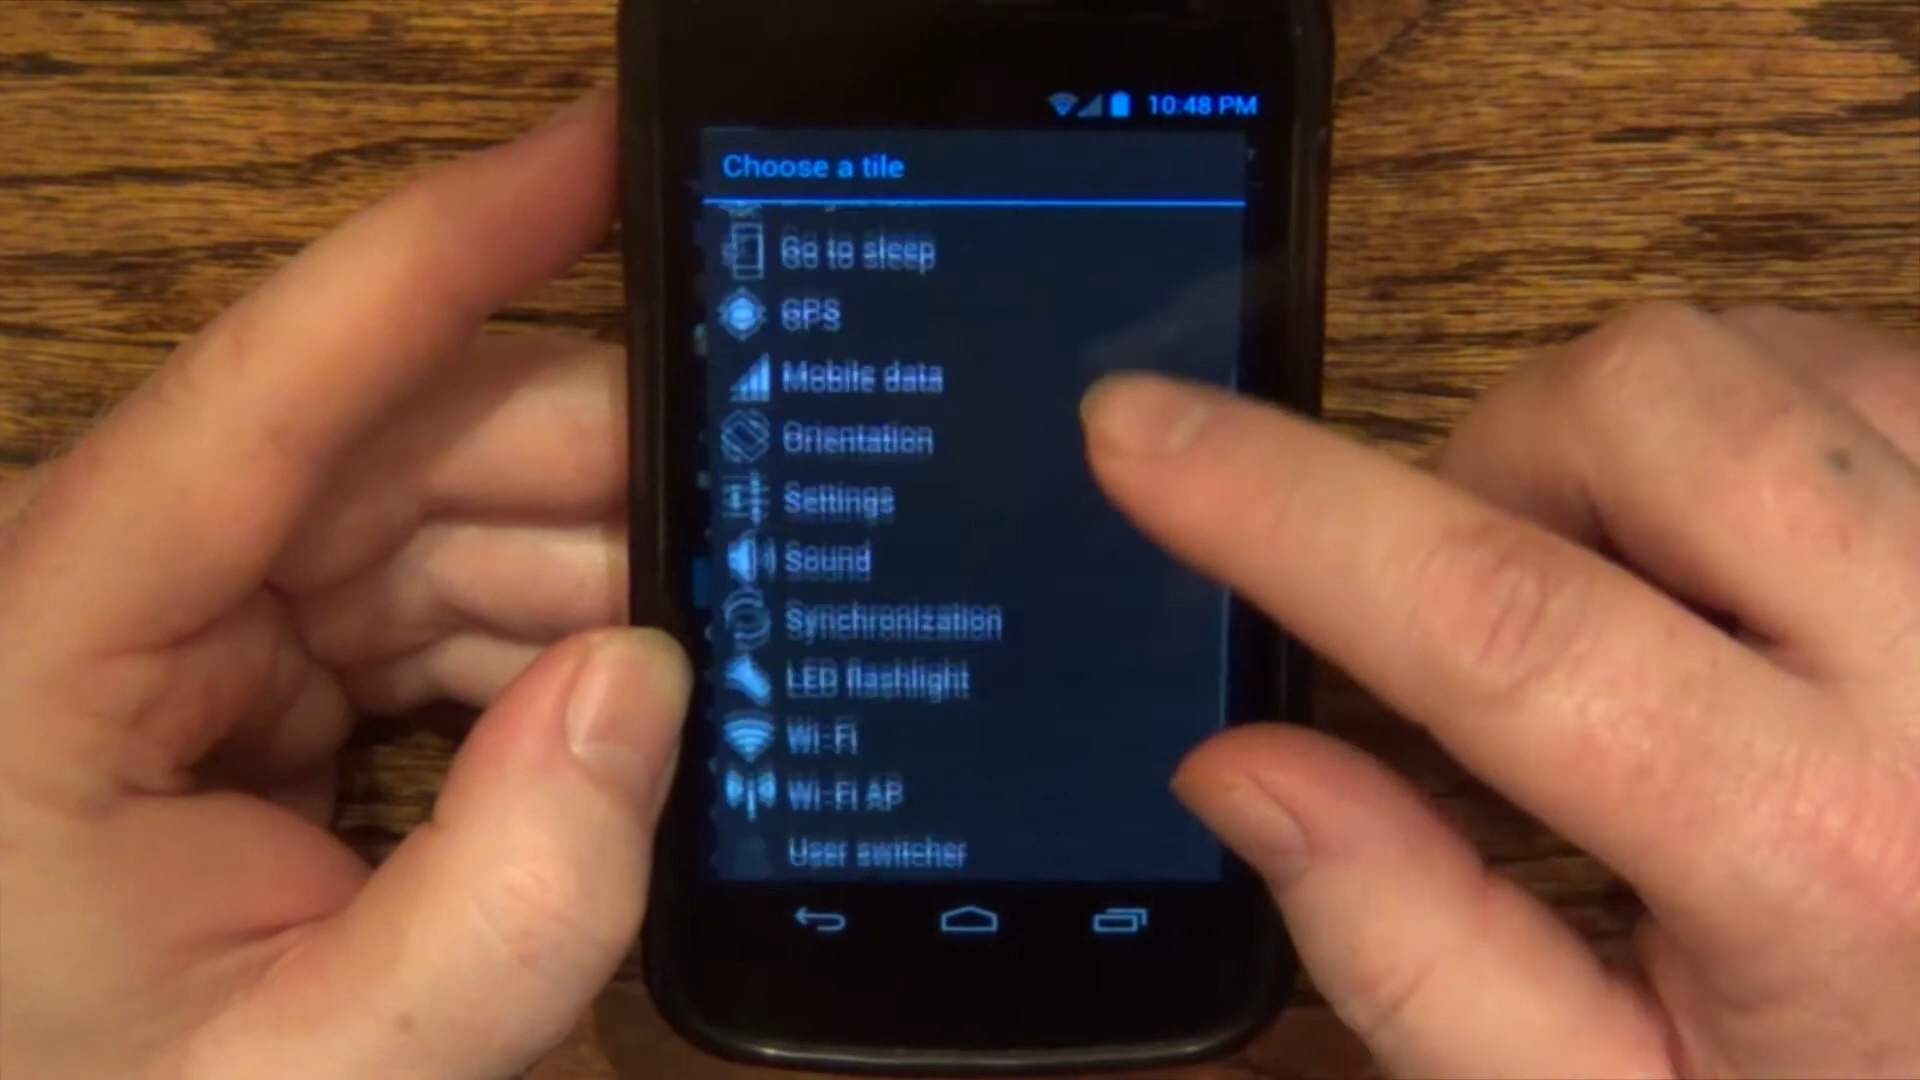 10:48 PM
Choose a tile
Go to sleep
GPS
Mobile data
Orientation
Settings
Sound
Synchronization
LED flashlight
Wi-Fi
Wi-Fi AP
User switcher